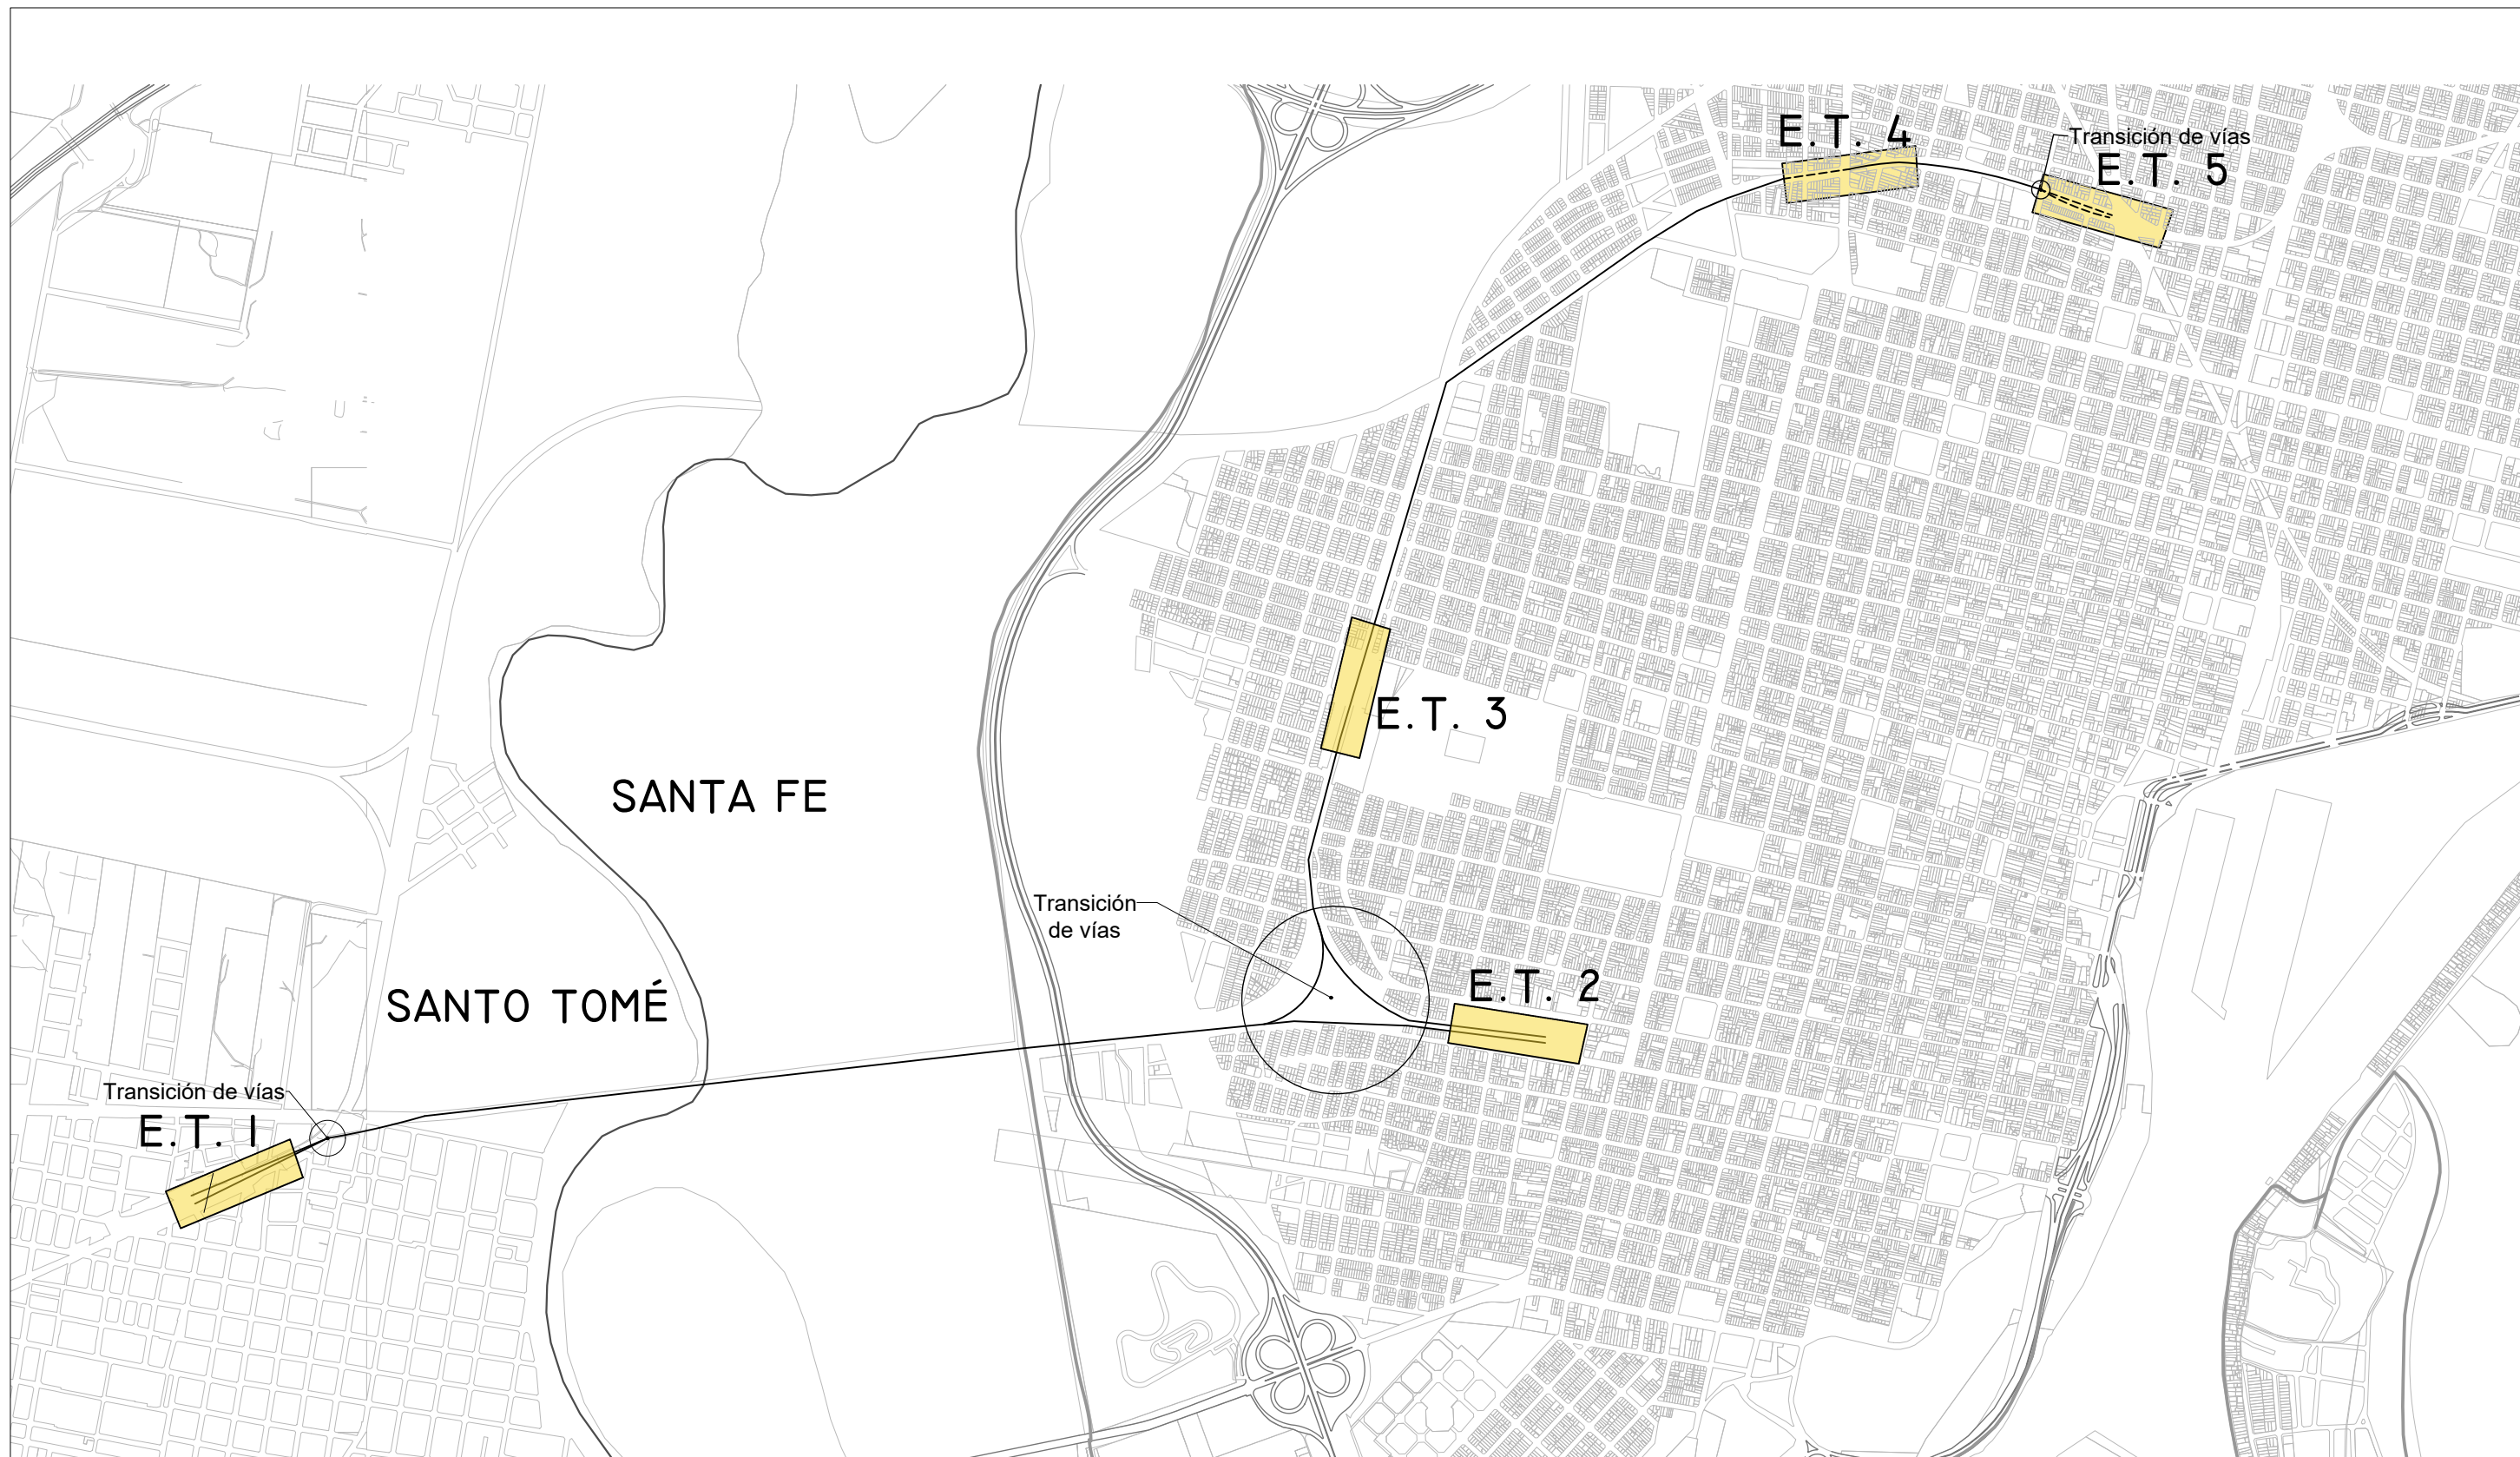 E.T. 4
Transición de vías
E.T. 5
E.T. 3
SANTA FE
Transición
de vías
E.T. 2
SANTO TOMÉ
Transición de vías
E.T. 1